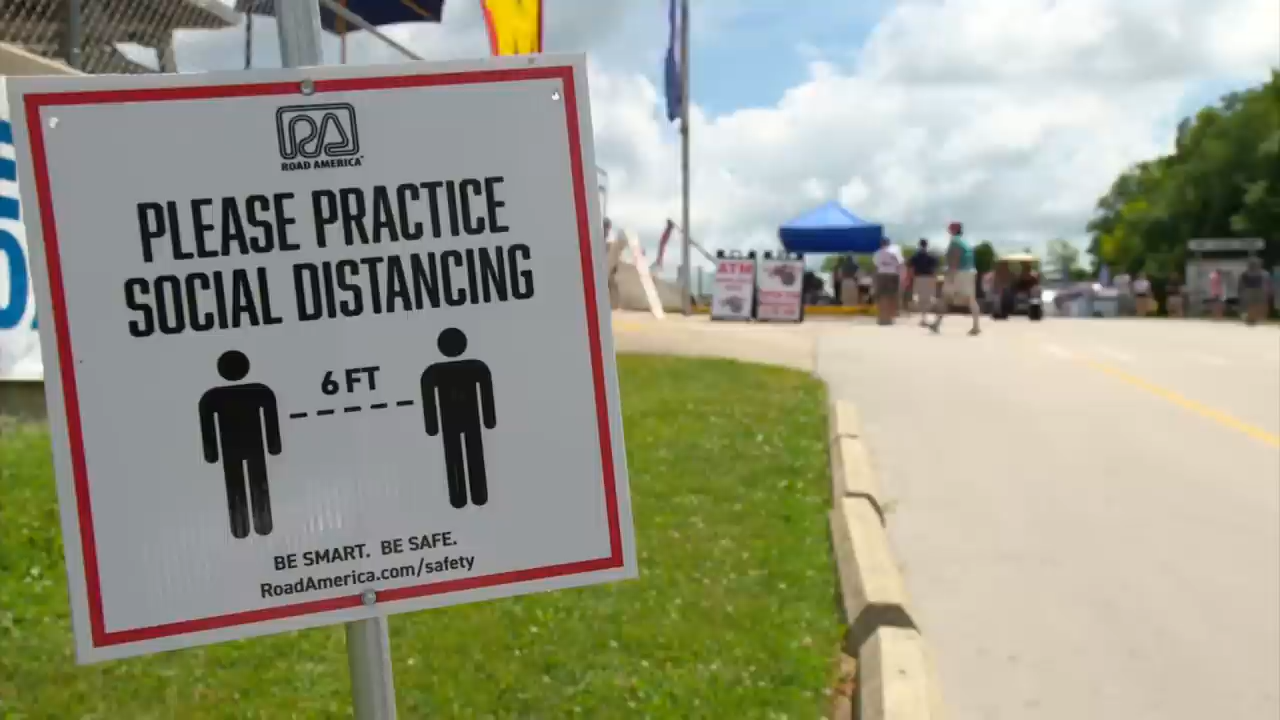 RA
ROAD AMERICA
PLEASE PRACTICE
SOCIAL DISTANCING
6 FT
BE SMART. BE SAFE.
RoadAmerica.com/safety
ATM